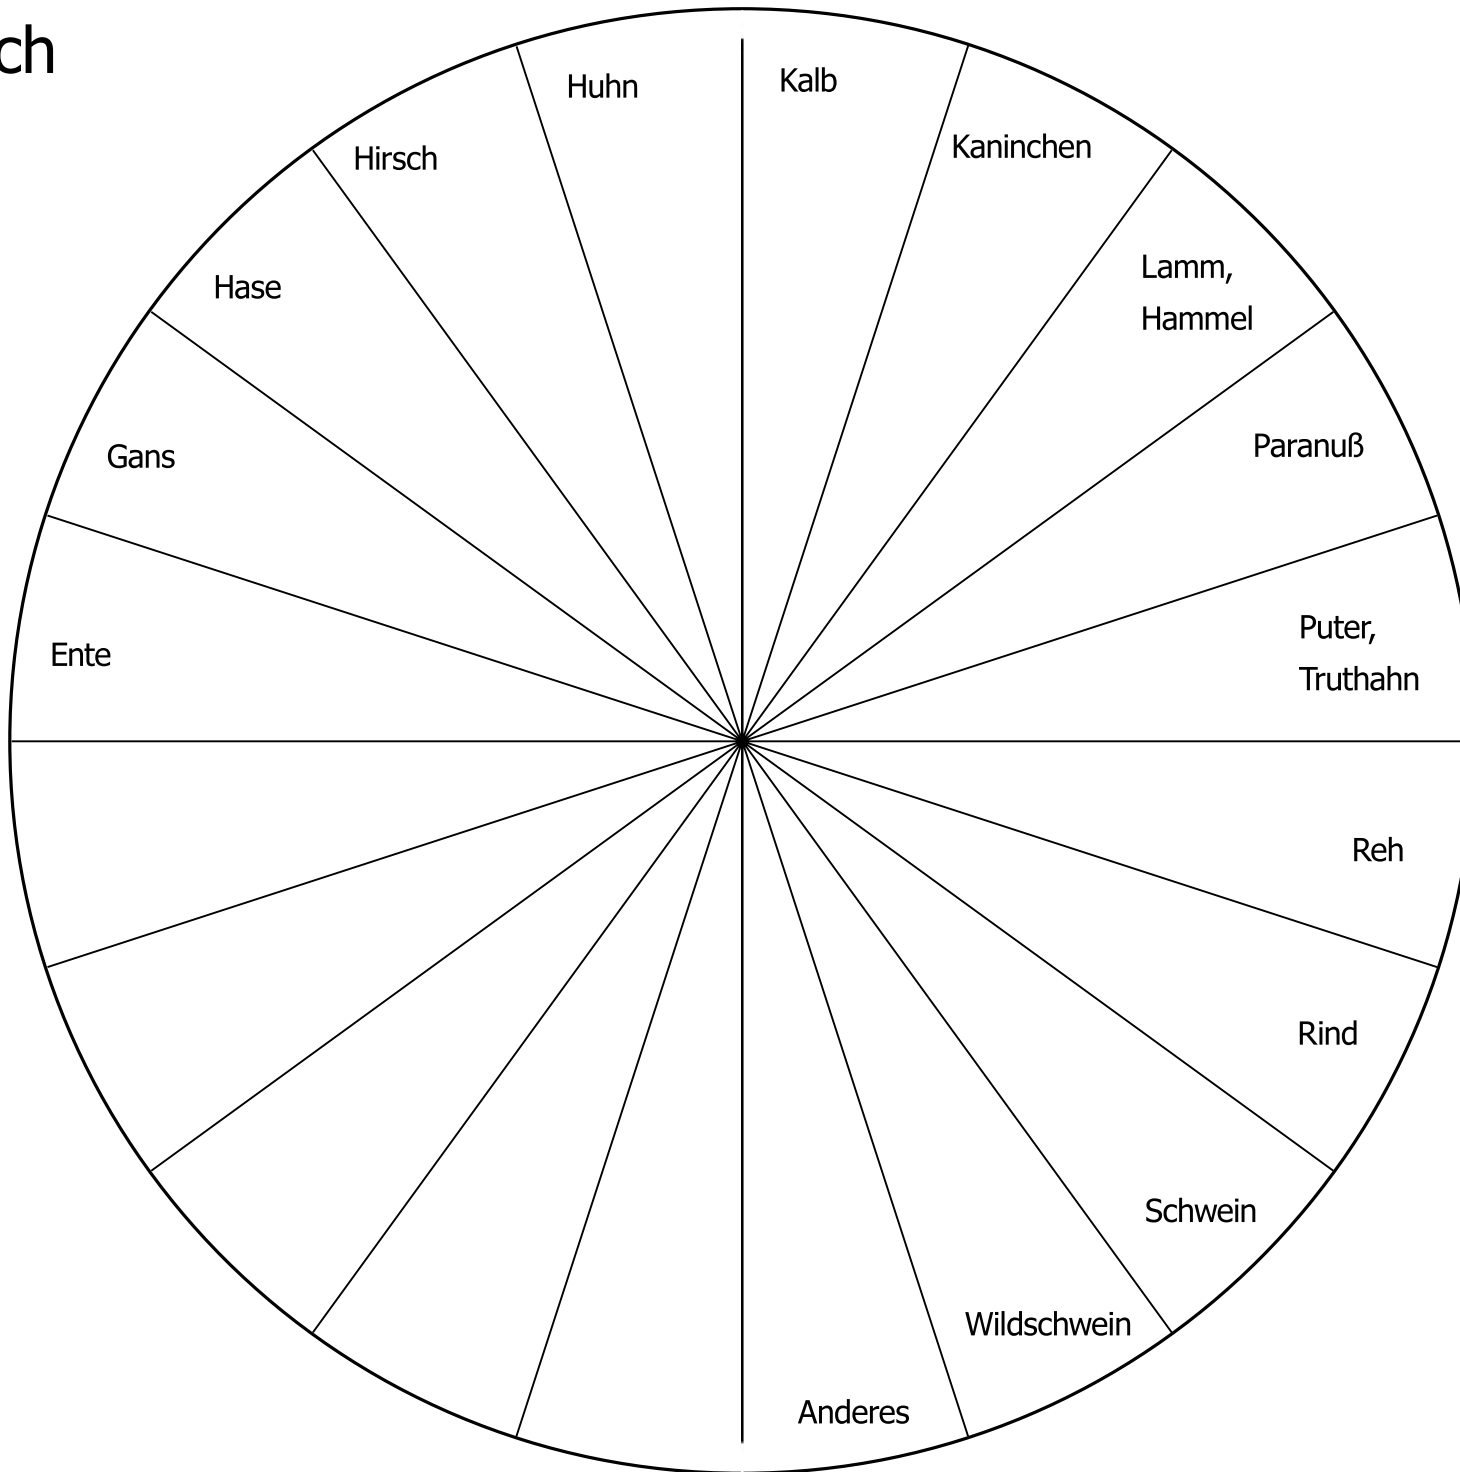 ch
Huhn
Kalb
Hirsch
Kaninchen
Hase
Lamm,
Hammel
Gans
Paranuß
Ente
Puter,
Truthahn
Reh
Rind
Schwein
Wildschwein
Anderes